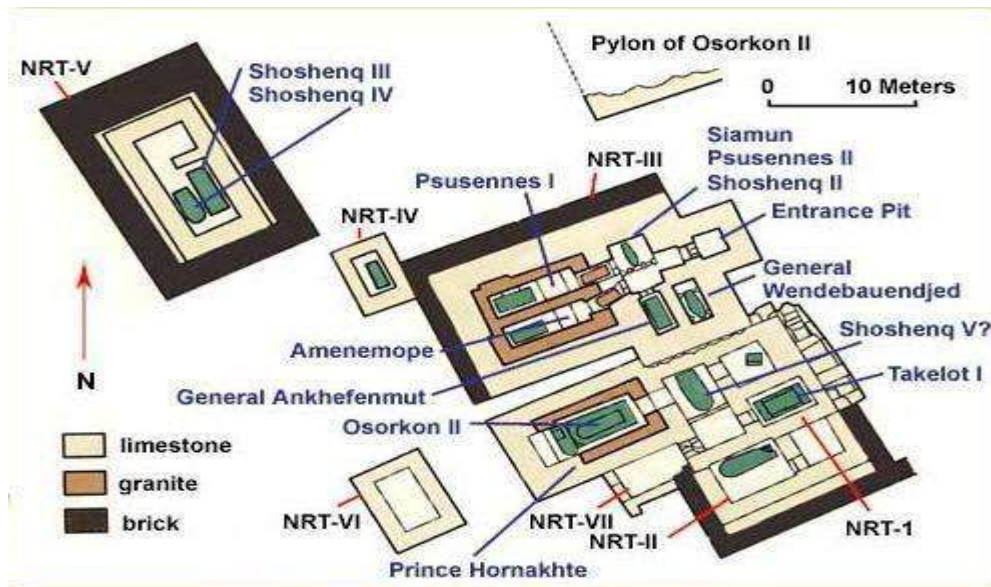 NRT-V
Shoshenq III
Shoshenq IV
Pylon of Osorkon II
0 10 Meters
Siamun
Psusennes II
Shoshenq II
NRT-III
Psusennes I
Entrance Pit
NRT-IV
General
Wendebauendjed
Shoshenq V?
Amenemope
Takelot I
N
General Ankhefenmut
Osorkon II
limestone
granite
brick
NRT-VI
NRT-VII
NRT-II
NRT-1
Prince Hornakhte